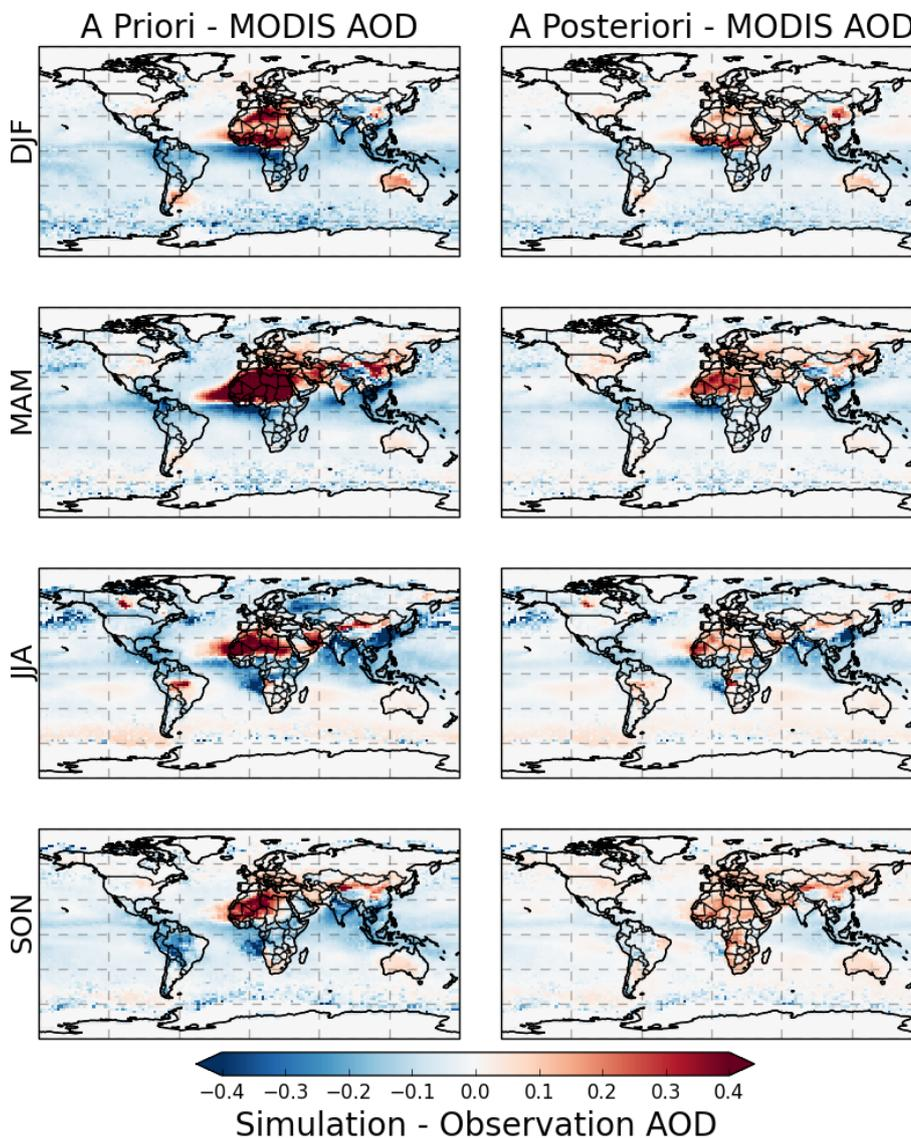 A Priori - MODIS AOD
A Posteriori - MODIS AOD
DJF
MAM
JJA
SON
−0.4 −0.3 −0.2 −0.1 0.0 0.1 0.2 0.3 0.4
Simulation - Observation AOD